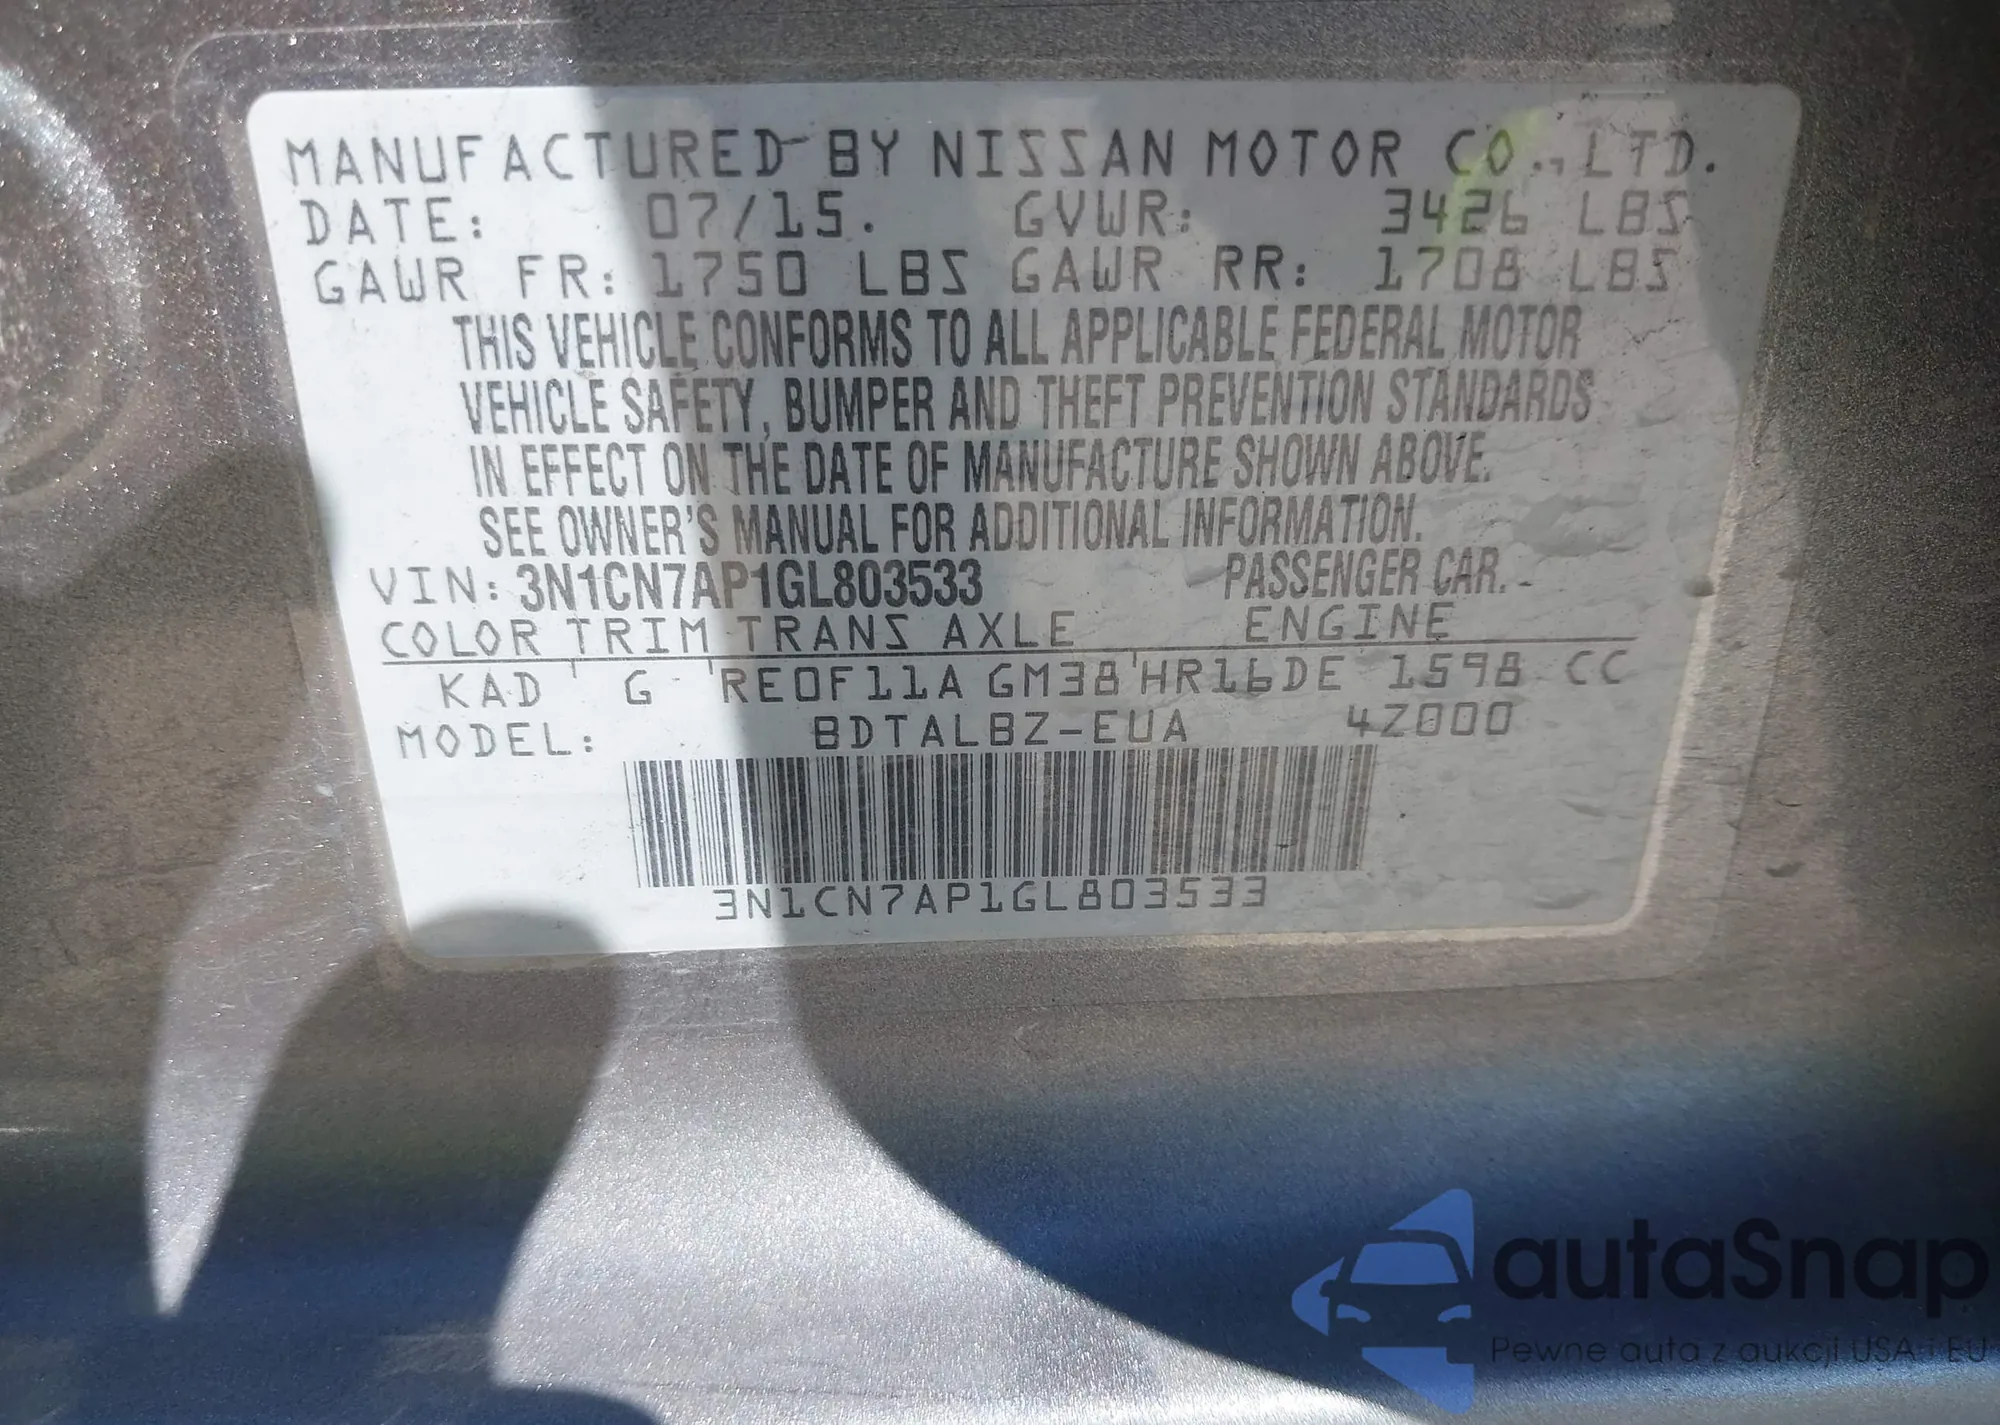 MANUFACTURED BY NISSAN MOTOR CO., LTD.
DATE: 07/15. GVWR: 3426 LBS
GAWR FR: 1750 LBS GAWR RR: 1708 LBS
THIS VEHICLE CONFORMS TO ALL APPLICABLE FEDERAL MOTOR
VEHICLE SAFETY, BUMPER AND THEFT PREVENTION STANDARDS
IN EFFECT ON THE DATE OF MANUFACTURE SHOWN ABOVE.
SEE OWNER'S MANUAL FOR ADDITIONAL INFORMATION.
VIN: 3N1CN7AP1GL803533 PASSENGER CAR.
COLOR TRIM TRANS AXLE ENGINE
KAD G RE0F11A GM38 HR16DE 1598 CC
MODEL: BDTALBZ-EUA 4Z000
3N1CN7AP1GL803533
autaSnap
Pewne auta z aukcji USA i EU